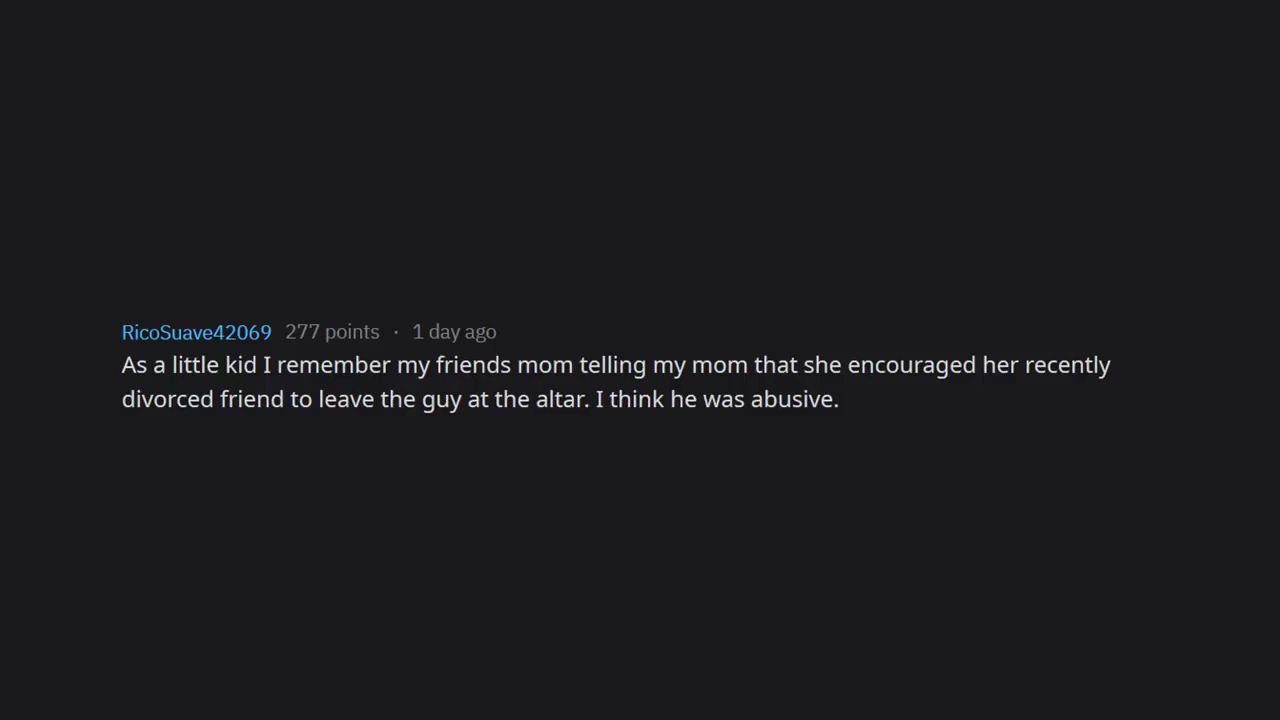 RicoSuave42069 277 points · 1 day ago
As a little kid I remember my friends mom telling my mom that she encouraged her recently
divorced friend to leave the guy at the altar. I think he was abusive.